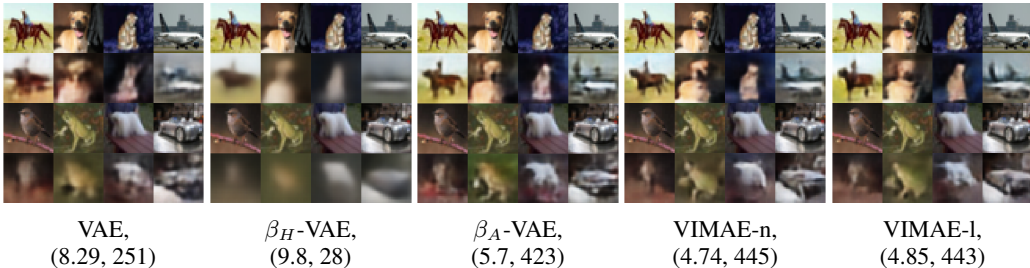 VAE,
(8.29, 251)
β_H-VAE,
(9.8, 28)
β_A-VAE,
(5.7, 423)
VIMAE-n,
(4.74, 445)
VIMAE-l,
(4.85, 443)